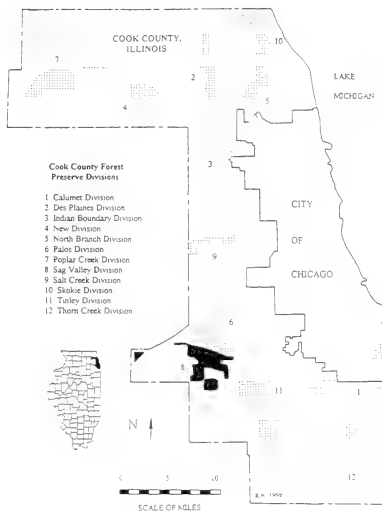 COOK COUNTY,
ILLINOIS
10
7
2
LAKE
MICHIGAN
4
5
3
Cook County Forest
Preserve Divisions
1 Calumet Division
2 Des Plaines Division
3 Indian Boundary Division
4 New Division
5 North Branch Division
6 Palos Division
7 Poplar Creek Division
8 Sag Valley Division
9 Salt Creek Division
10 Skokie Division
11 Tinley Division
12 Thorn Creek Division
CITY
OF
CHICAGO
9
6
8
11
1
N
12
0 5 10
SCALE OF MILES